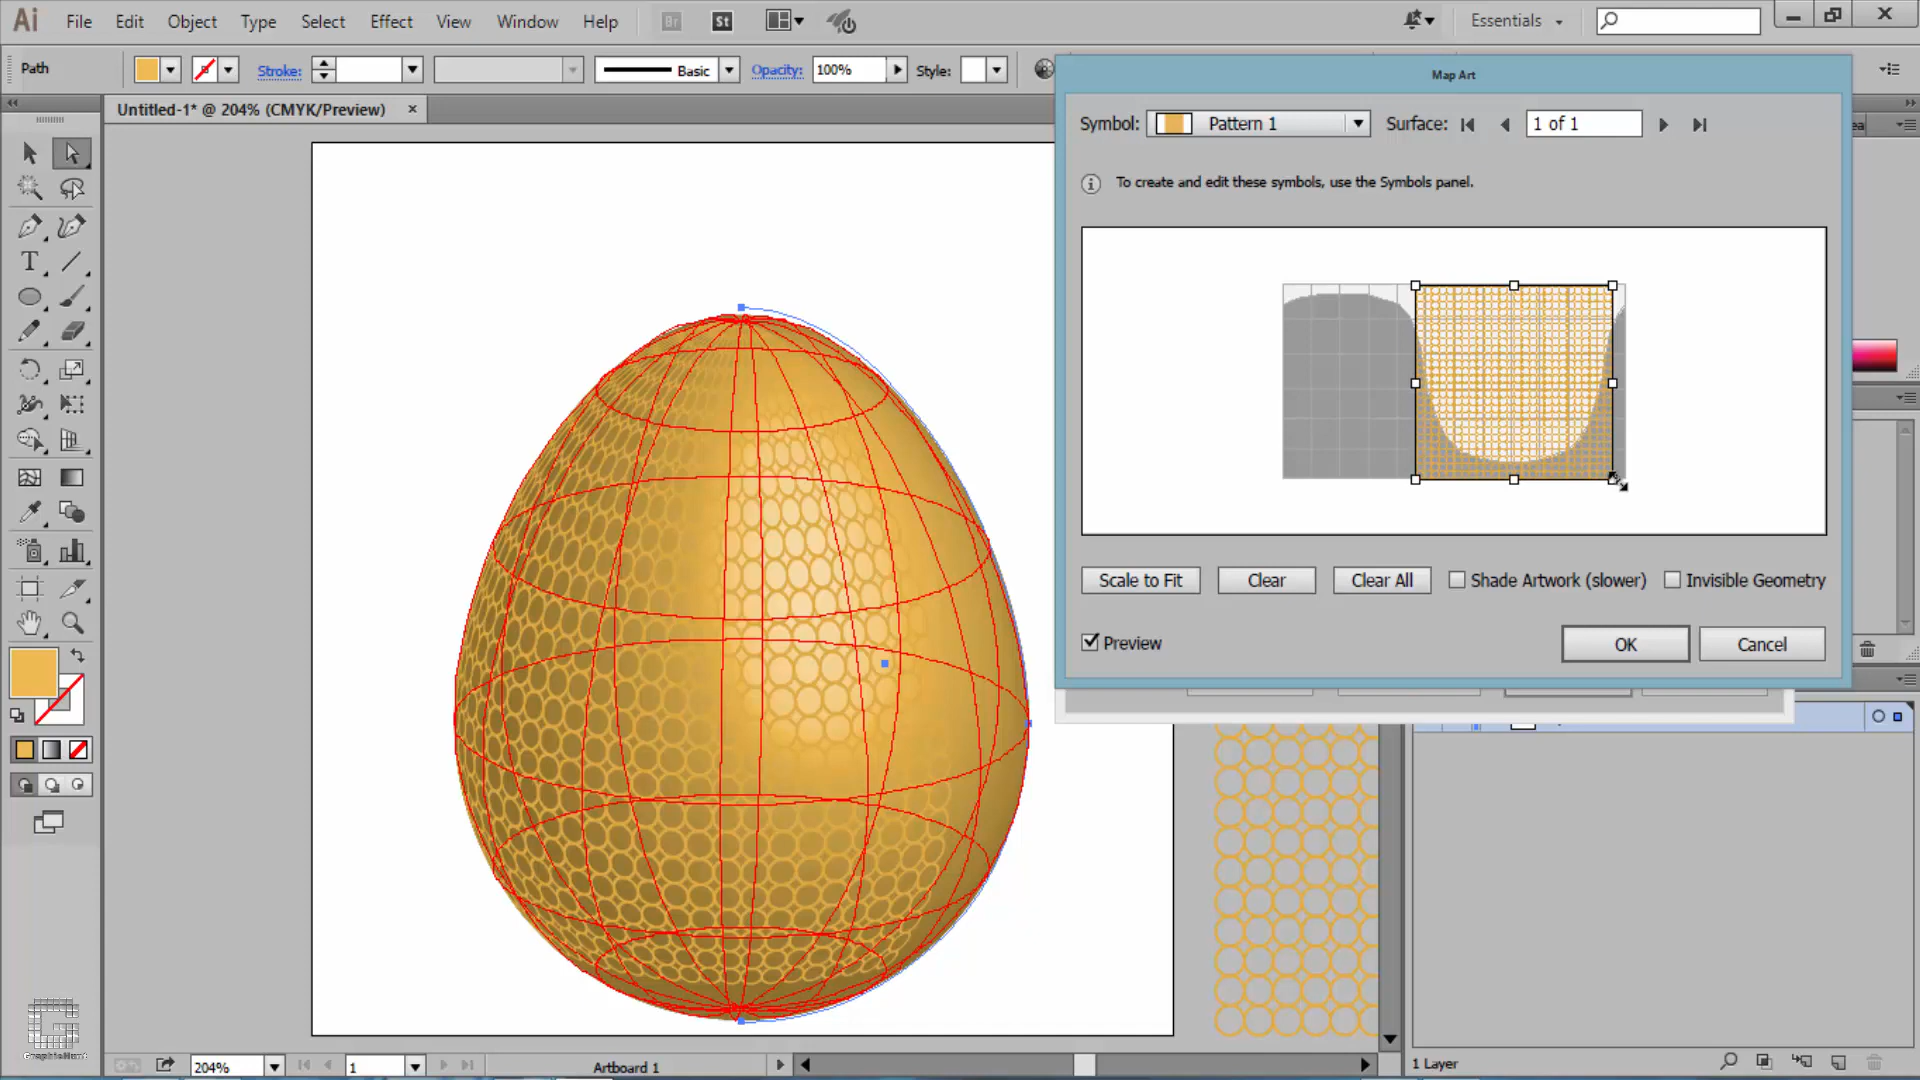 Ai File Edit Object Type Select Effect View Window Help Br St Essentials
Path Stroke: Basic Opacity: 100% Style:
Untitled-1* @ 204% (CMYK/Preview) ×
Map Art
Symbol: Pattern 1 Surface: 1 of 1
To create and edit these symbols, use the Symbols panel.
Scale to Fit Clear Clear All Shade Artwork (slower) Invisible Geometry
Preview OK Cancel
GraphicHunt
204% 1 Artboard 1 1 Layer